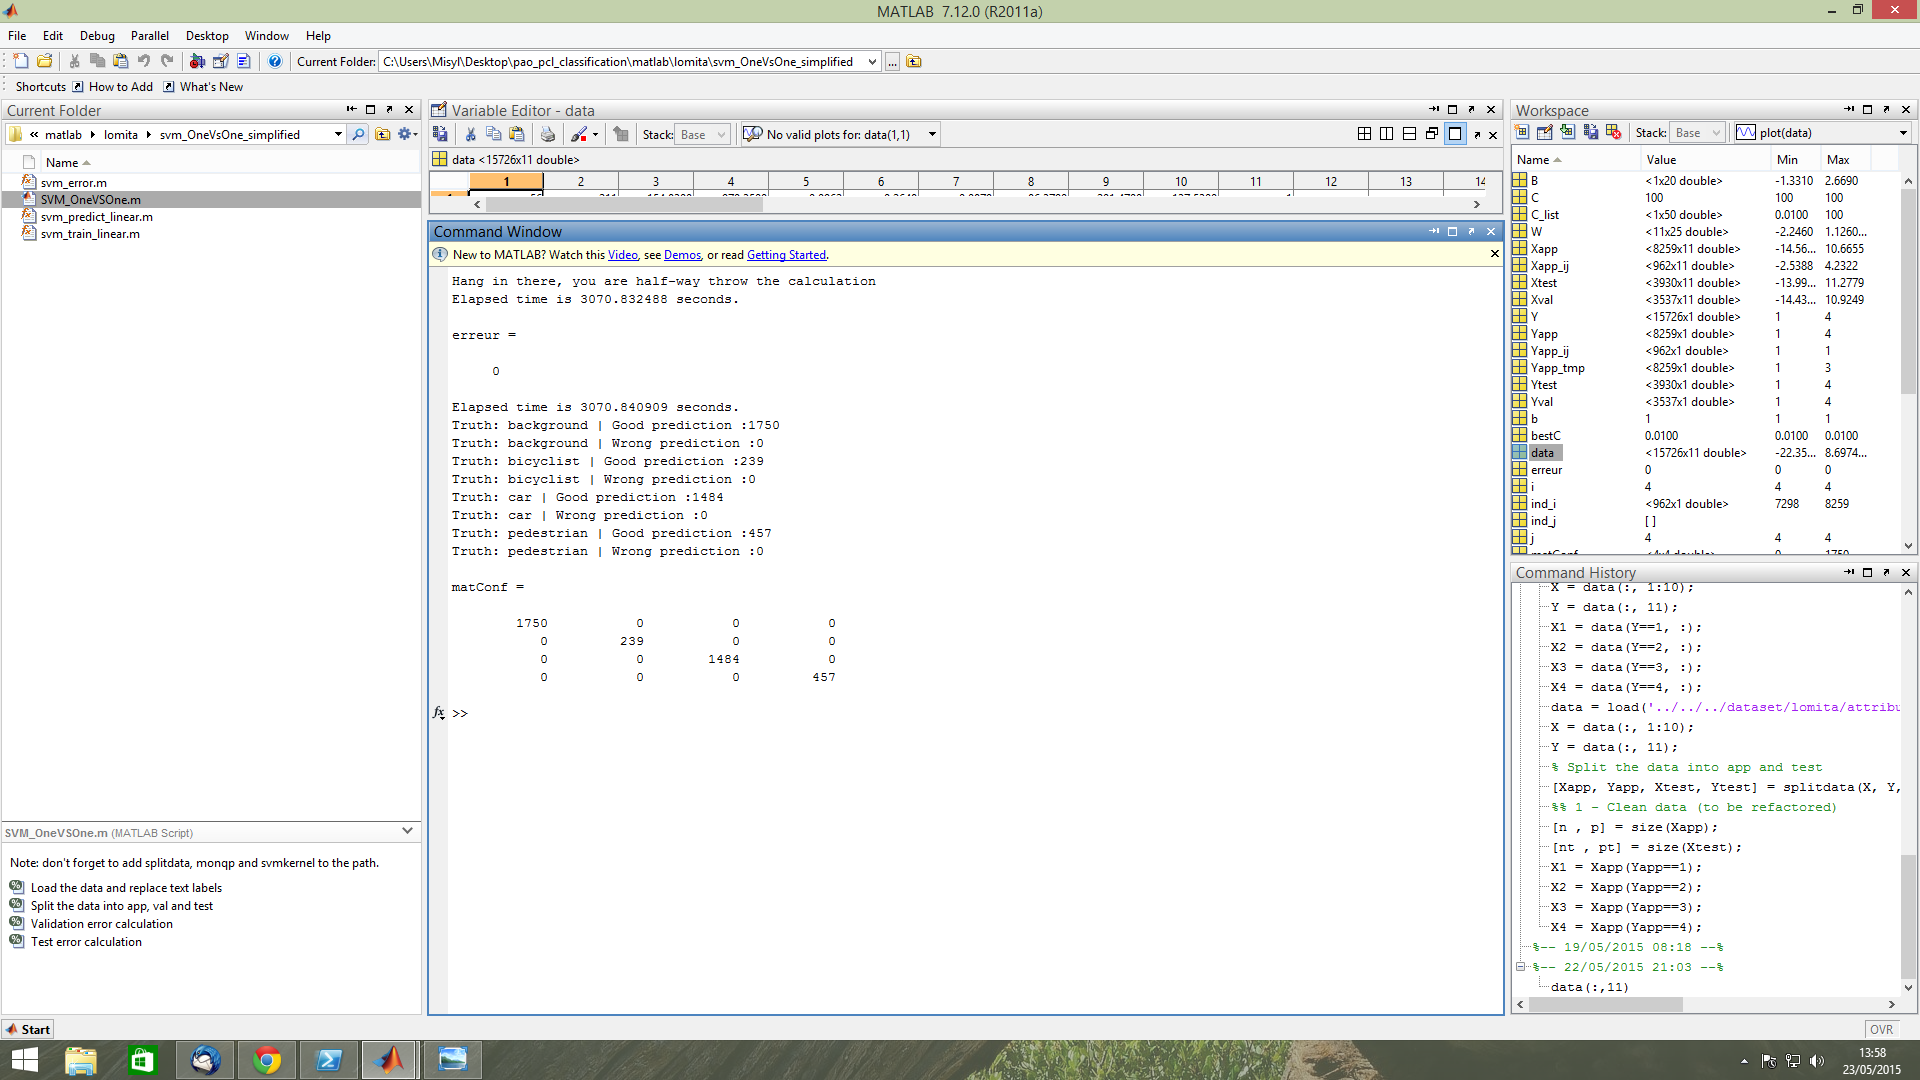 MATLAB 7.12.0 (R2011a)
File Edit Debug Parallel Desktop Window Help
Current Folder: C:\Users\Misyl\Desktop\pao_pcl_classification\matlab\lomita\svm_OneVsOne_simplified
Shortcuts How to Add What's New
Current Folder
« matlab lomita svm_OneVsOne_simplified
Name
svm_error.m
SVM_OneVSOne.m
svm_predict_linear.m
svm_train_linear.m
SVM_OneVSOne.m (MATLAB Script)
Note: don't forget to add splitdata, monqp and svmkernel to the path.
Load the data and replace text labels
Split the data into app, val and test
Validation error calculation
Test error calculation
Variable Editor - data
Stack: Base No valid plots for: data(1,1)
data <15726x11 double>
1 2 3 4 5 6 7 8 9 10 11 12 13 14
Command Window
New to MATLAB? Watch this Video, see Demos, or read Getting Started.
Hang in there, you are half-way throw the calculation
Elapsed time is 3070.832488 seconds.
erreur =
0
Elapsed time is 3070.840909 seconds.
Truth: background | Good prediction :1750
Truth: background | Wrong prediction :0
Truth: bicyclist | Good prediction :239
Truth: bicyclist | Wrong prediction :0
Truth: car | Good prediction :1484
Truth: car | Wrong prediction :0
Truth: pedestrian | Good prediction :457
Truth: pedestrian | Wrong prediction :0
matConf =
1750 0 0 0
0 239 0 0
0 0 1484 0
0 0 0 457
fx >>
Workspace
Stack: Base plot(data)
Name Value Min Max
B <1x20 double> -1.3310 2.6690
C 100 100 100
C_list <1x50 double> 0.0100 100
W <11x25 double> -2.2460 1.1260...
Xapp <8259x11 double> -14.56... 10.6655
Xapp_ij <962x11 double> -2.5388 4.2322
Xtest <3930x11 double> -13.99... 11.2779
Xval <3537x11 double> -14.43... 10.9249
Y <15726x1 double> 1 4
Yapp <8259x1 double> 1 4
Yapp_ij <962x1 double> 1 1
Yapp_tmp <8259x1 double> 1 3
Ytest <3930x1 double> 1 4
Yval <3537x1 double> 1 4
b 1 1 1
bestC 0.0100 0.0100 0.0100
data <15726x11 double> -22.35... 8.6974...
erreur 0 0 0
i 4 4 4
ind_i <962x1 double> 7298 8259
ind_j [ ]
j 4 4 4
matConf <4x4 double> 0 1750
Command History
X = data(:, 1:10);
Y = data(:, 11);
X1 = data(Y==1, :);
X2 = data(Y==2, :);
X3 = data(Y==3, :);
X4 = data(Y==4, :);
data = load('../../../dataset/lomita/attribu
X = data(:, 1:10);
Y = data(:, 11);
% Split the data into app and test
[Xapp, Yapp, Xtest, Ytest] = splitdata(X, Y,
%% 1 - Clean data (to be refactored)
[n , p] = size(Xapp);
[nt , pt] = size(Xtest);
X1 = Xapp(Yapp==1);
X2 = Xapp(Yapp==2);
X3 = Xapp(Yapp==3);
X4 = Xapp(Yapp==4);
%-- 19/05/2015 08:18 --%
%-- 22/05/2015 21:03 --%
data(:,11)
Start
OVR
13:58
23/05/2015